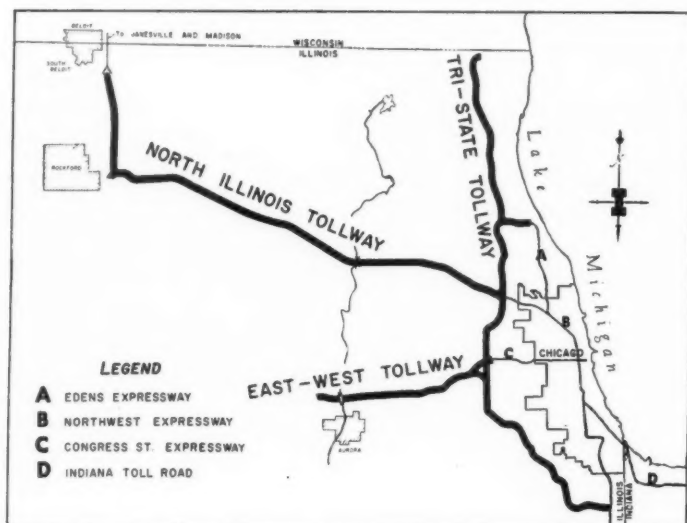 BELOIT
TO JANESVILLE AND MADISON
WISCONSIN
ILLINOIS
SOUTH
BELOIT
ROCKFORD
NORTH ILLINOIS TOLLWAY
TRI-STATE TOLLWAY
Lake
Michigan
A
B
C
CHICAGO
EAST-WEST TOLLWAY
AURORA
D
ILLINOIS
INDIANA
LEGEND
A EDENS EXPRESSWAY
B NORTHWEST EXPRESSWAY
C CONGRESS ST. EXPRESSWAY
D INDIANA TOLL ROAD